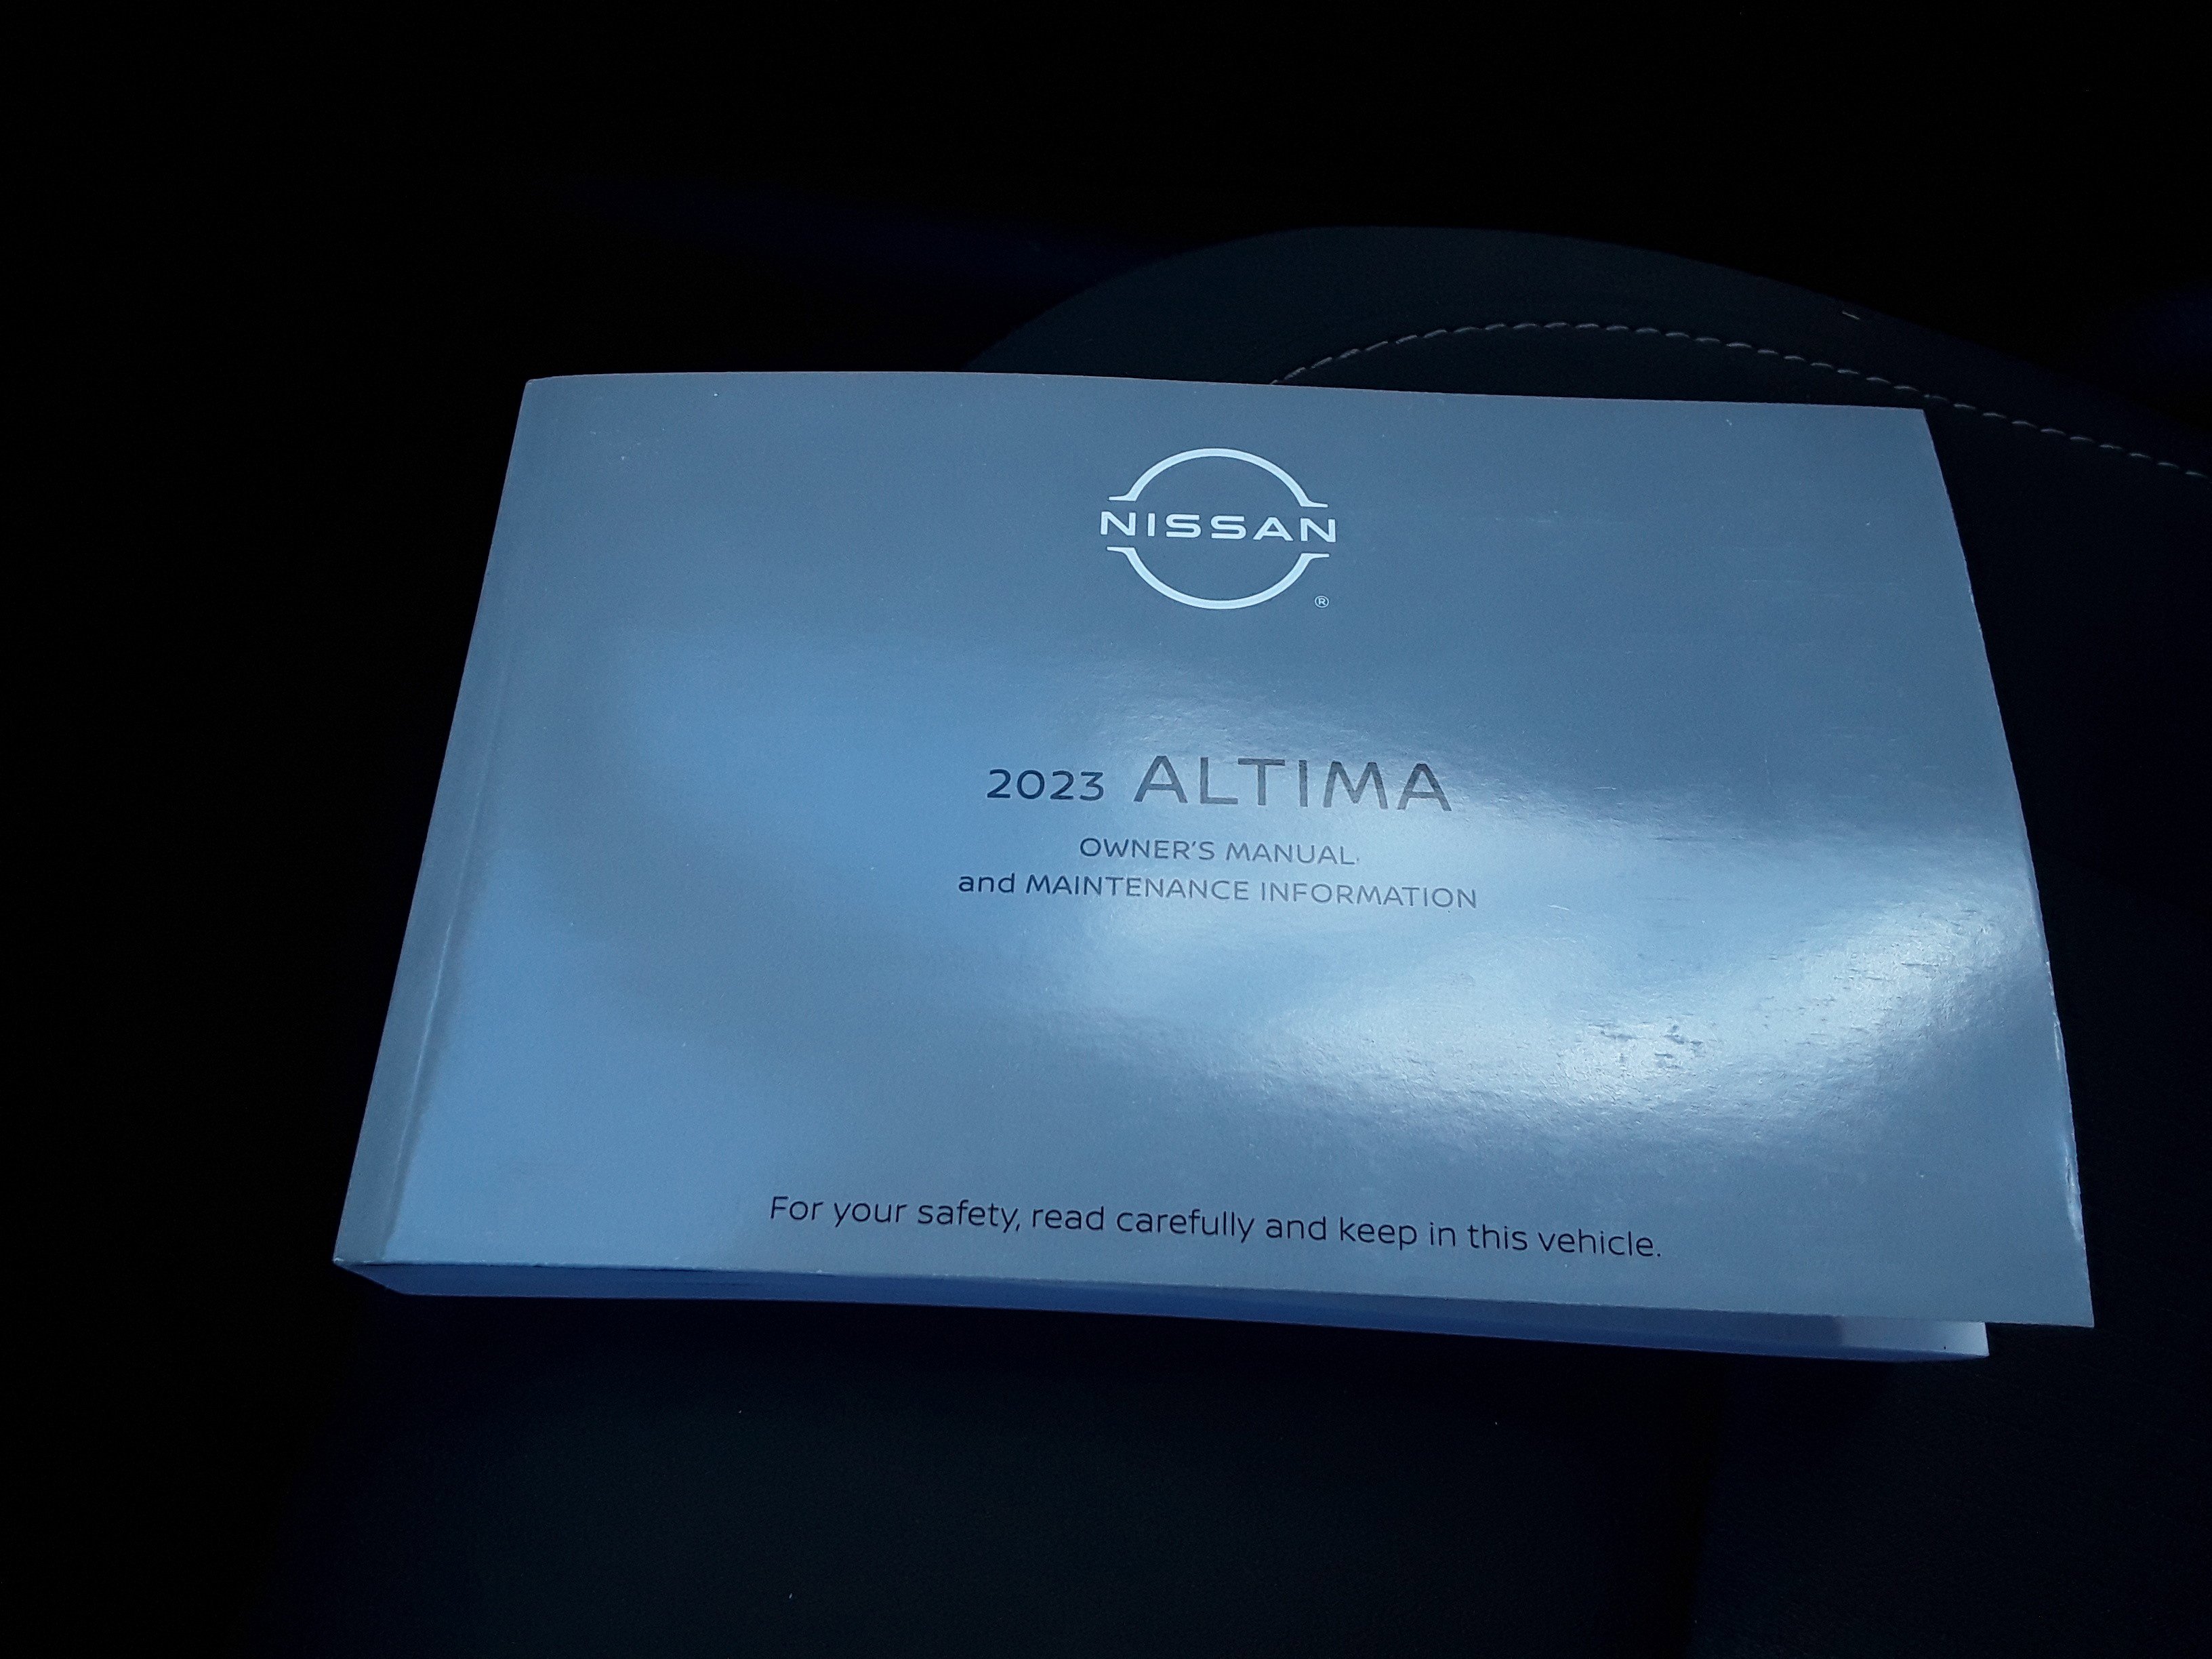 NISSAN
®
2023 ALTIMA
OWNER'S MANUAL
and MAINTENANCE INFORMATION
For your safety, read carefully and keep in this vehicle.